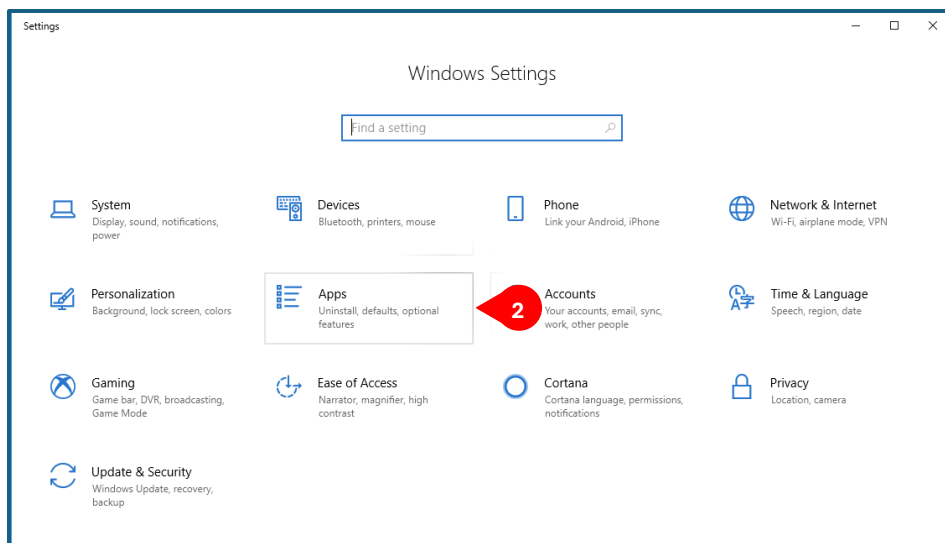 Settings
Windows Settings
Find a setting
System
Display, sound, notifications,
power
Devices
Bluetooth, printers, mouse
Phone
Link your Android, iPhone
Network & Internet
Wi-Fi, airplane mode, VPN
Personalization
Background, lock screen, colors
Apps
Uninstall, defaults, optional
features
2
Accounts
Your accounts, email, sync,
work, other people
Time & Language
Speech, region, date
Gaming
Game bar, DVR, broadcasting,
Game Mode
Ease of Access
Narrator, magnifier, high
contrast
Cortana
Cortana language, permissions,
notifications
Privacy
Location, camera
Update & Security
Windows Update, recovery,
backup